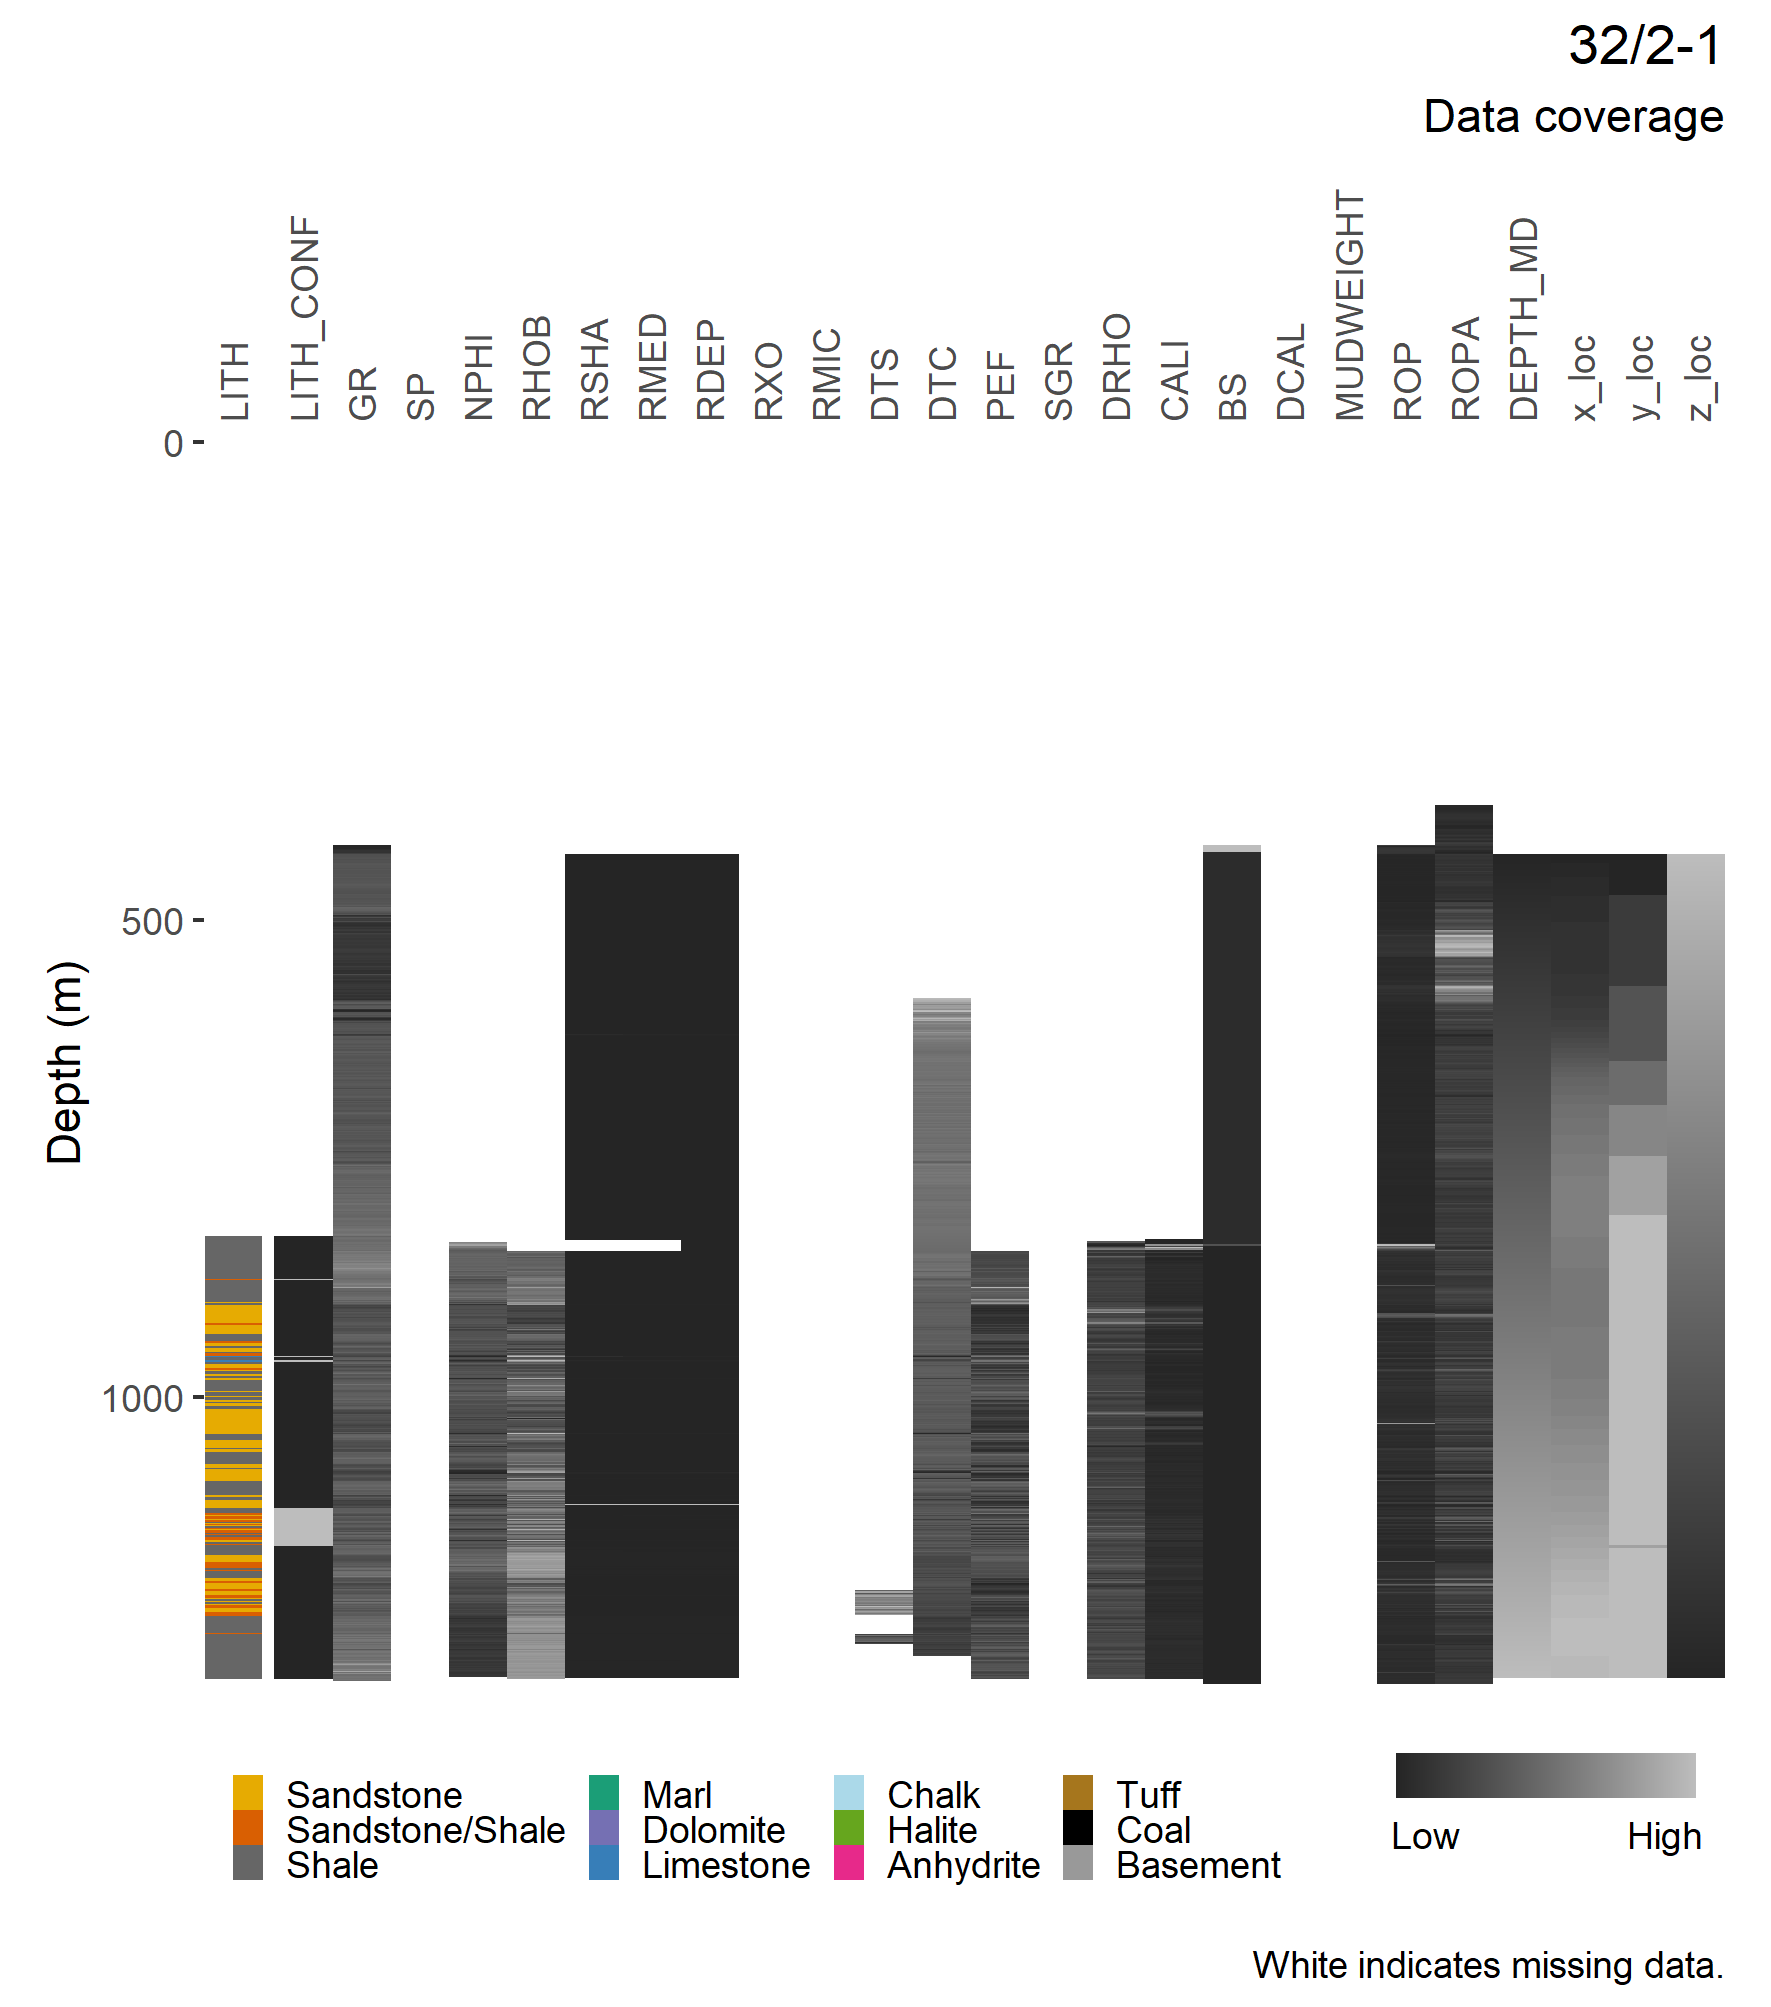 32/2-1
Data coverage
LITH
LITH_CONF
GR
SP
NPHI
RHOB
RSHA
RMED
RDEP
RXO
RMIC
DTS
DTC
PEF
SGR
DRHO
CALI
BS
DCAL
MUDWEIGHT
ROP
ROPA
DEPTH_MD
x_loc
y_loc
z_loc
0
500
1000
Depth (m)
Sandstone
Sandstone/Shale
Shale
Marl
Dolomite
Limestone
Chalk
Halite
Anhydrite
Tuff
Coal
Basement
Low High
White indicates missing data.